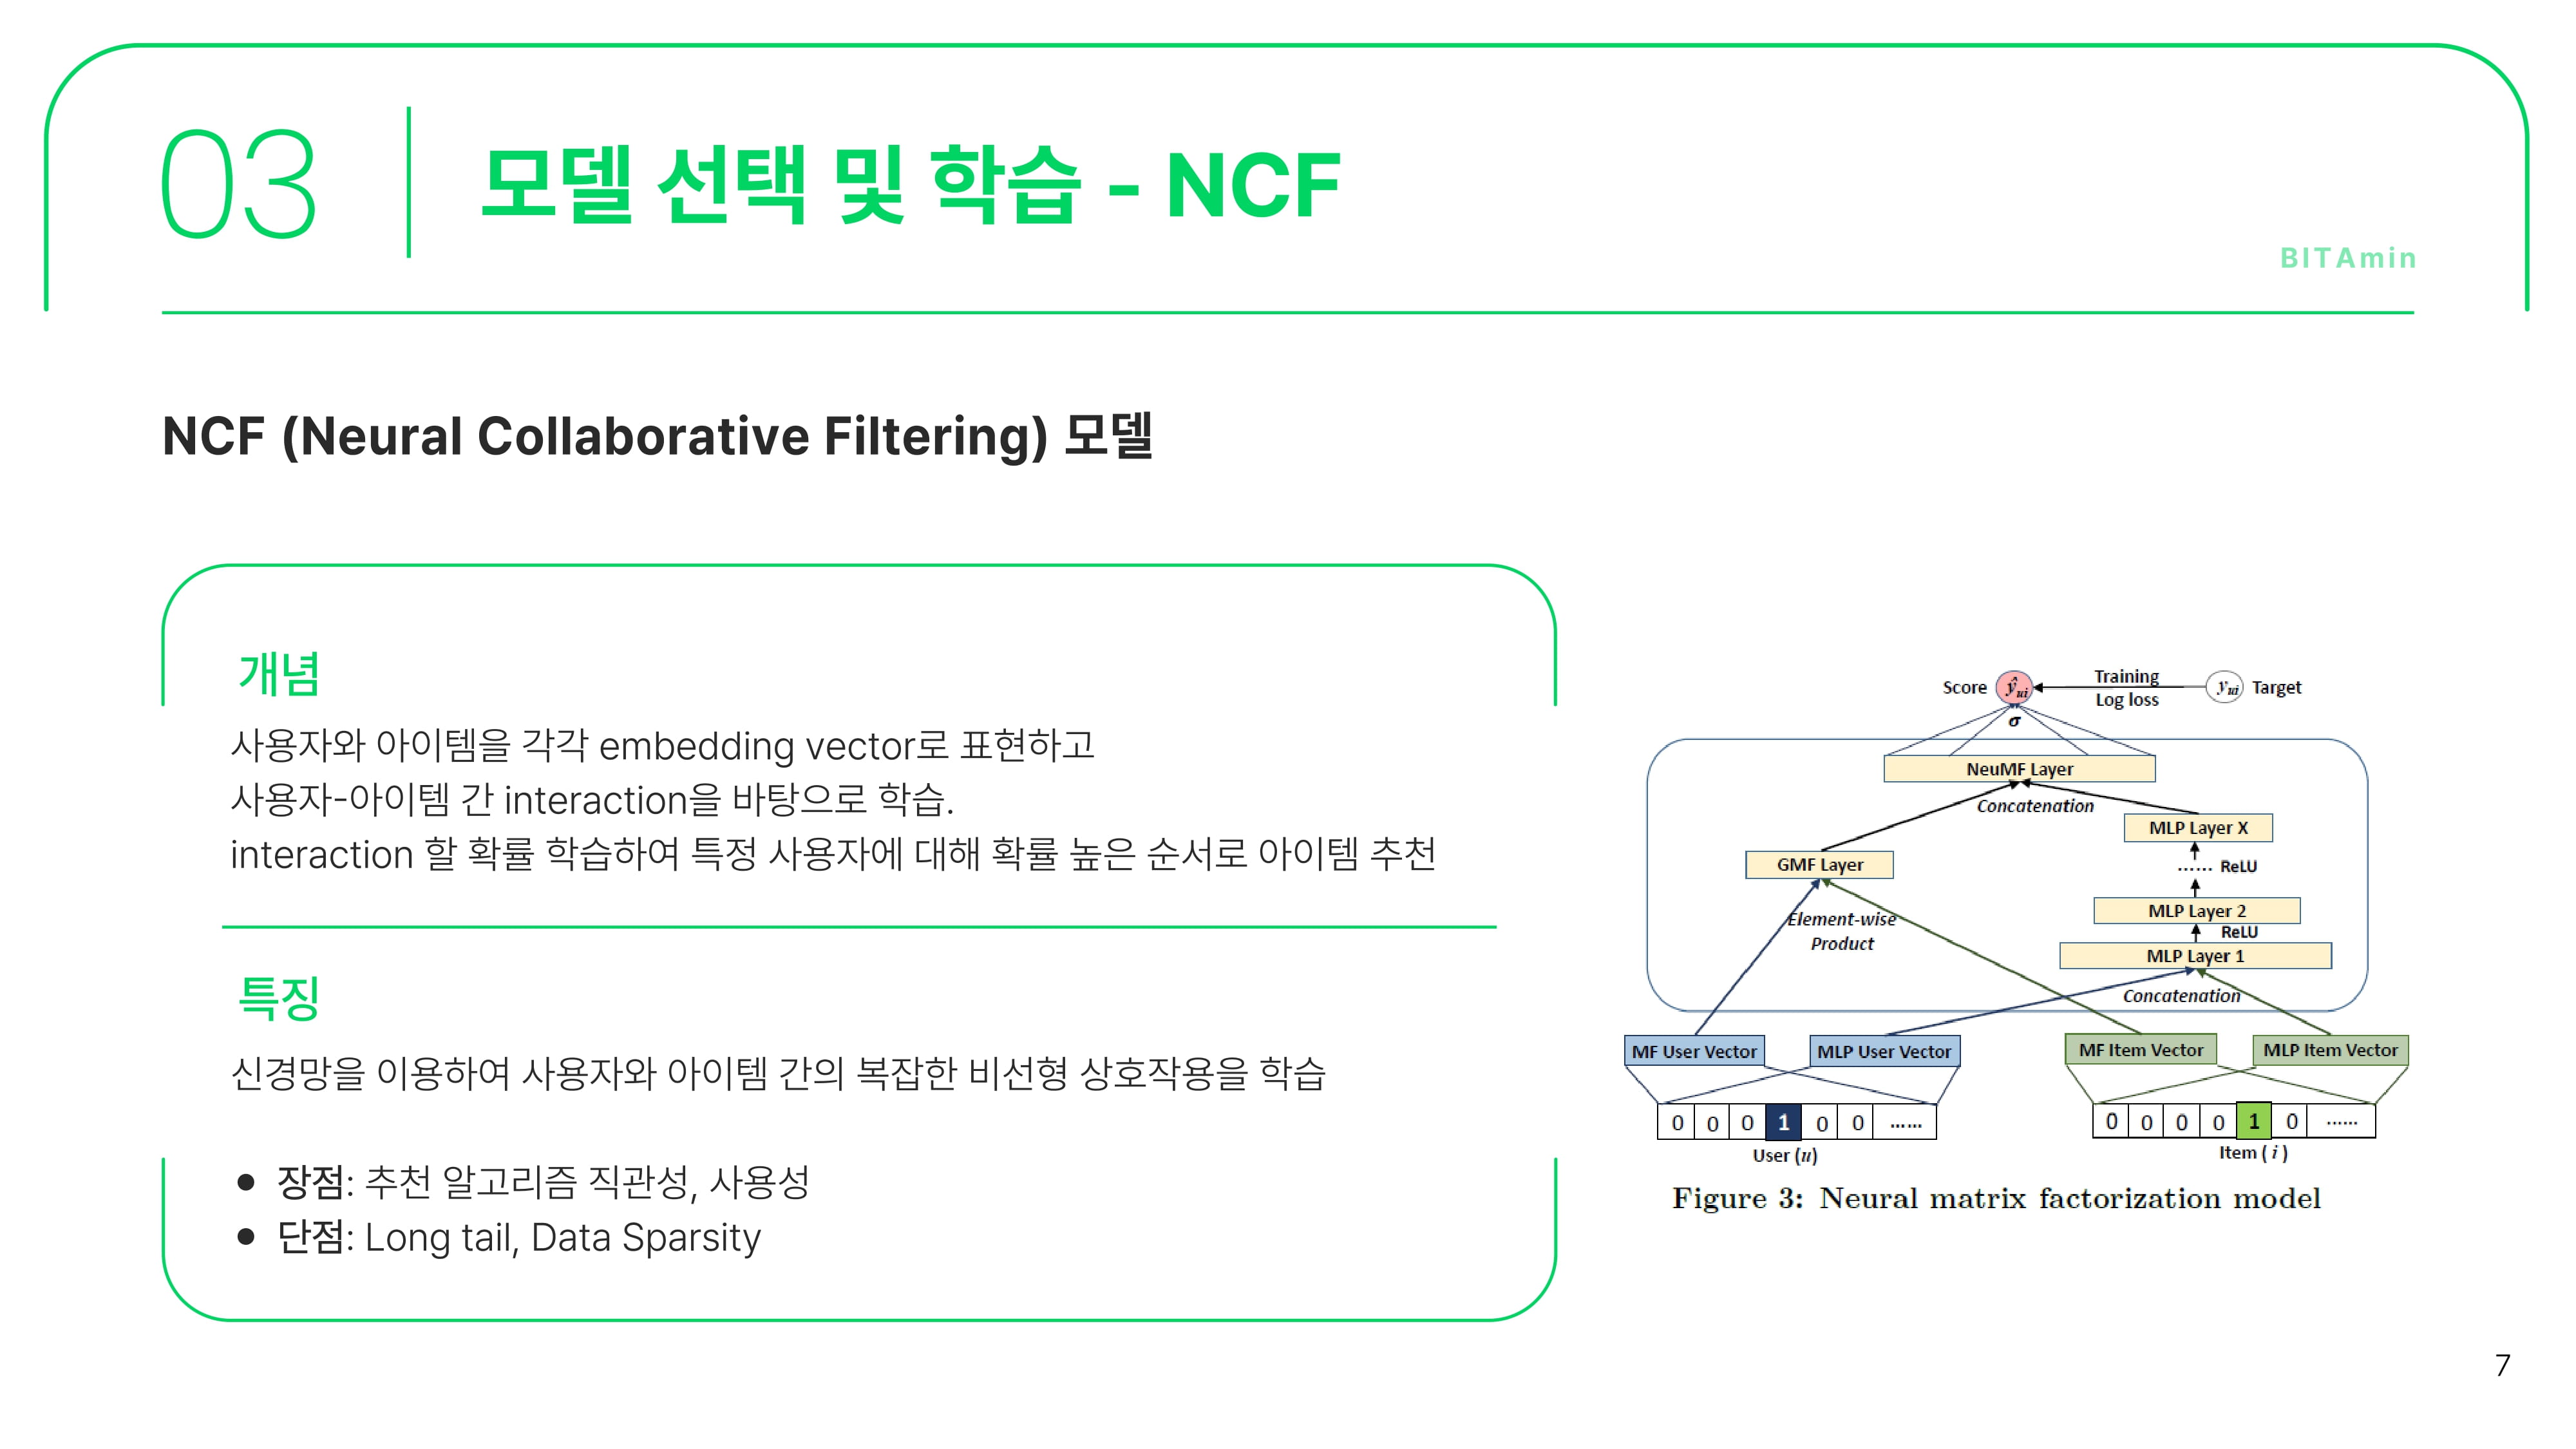 03
모델 선택 및 학습 - NCF
BITAmin
NCF (Neural Collaborative Filtering) 모델
개념
사용자와 아이템을 각각 embedding vector로 표현하고
사용자-아이템 간 interaction을 바탕으로 학습.
interaction 할 확률 학습하여 특정 사용자에 대해 확률 높은 순서로 아이템 추천
특징
신경망을 이용하여 사용자와 아이템 간의 복잡한 비선형 상호작용을 학습
• 장점: 추천 알고리즘 직관성, 사용성
• 단점: Long tail, Data Sparsity
Score ŷui Training yui Target
Log loss
σ
NeuMF Layer
Concatenation
MLP Layer X
GMF Layer
...... ReLU
MLP Layer 2
Element-wise
Product
ReLU
MLP Layer 1
Concatenation
MF User Vector MLP User Vector MF Item Vector MLP Item Vector
0 0 0 1 0 0 ...... 0 0 0 0 1 0 ......
User (u) Item ( i )
Figure 3: Neural matrix factorization model
7